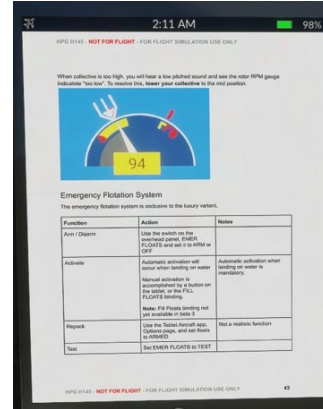 2:11 AM
98%
HPG H145 - NOT FOR FLIGHT - FOR FLIGHT SIMULATION USE ONLY
When collective is too high, you will hear a low pitched sound and see the rotor RPM gauge
indicatote "too low". To resolve this, lower your collective to the mid position.
94
Emergency Flotation System
The emergency flotation system is exclusive to the luxury variant.
Function Action Notes
Arm / Disarm Use the switch on the
overhead panel, EMER
FLOATS and set it to ARM or
OFF
Activate Automatic activation will Automatic activation when
occur when landing on water landing on water is
mandatory.
Manual activation is
accomplished by a button on
the tablet, or the FILL
FLOATS binding.
Note: Fill Floats binding not
yet available in beta 3
Repack Use the Tablet Aircraft app, Not a realistic function
Options page, and set floats
to ARMED
Test Set EMER FLOATS to TEST
HPG H145 - NOT FOR FLIGHT - FOR FLIGHT SIMULATION USE ONLY 43